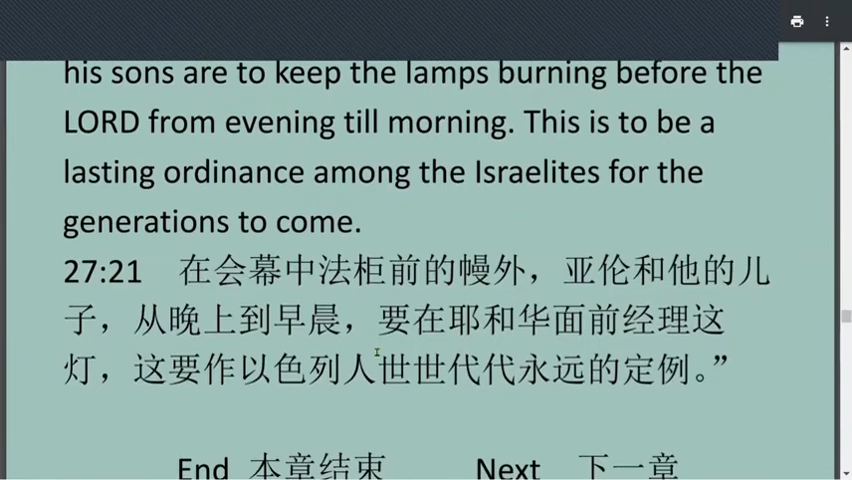 his sons are to keep the lamps burning before the
LORD from evening till morning. This is to be a
lasting ordinance among the Israelites for the
generations to come.
27:21 在会幕中法柜前的幔外，亚伦和他的儿
子，从晚上到早晨，要在耶和华面前经理这
灯，这要作以色列人世世代代永远的定例。”
End 本章结束 Next 下一章